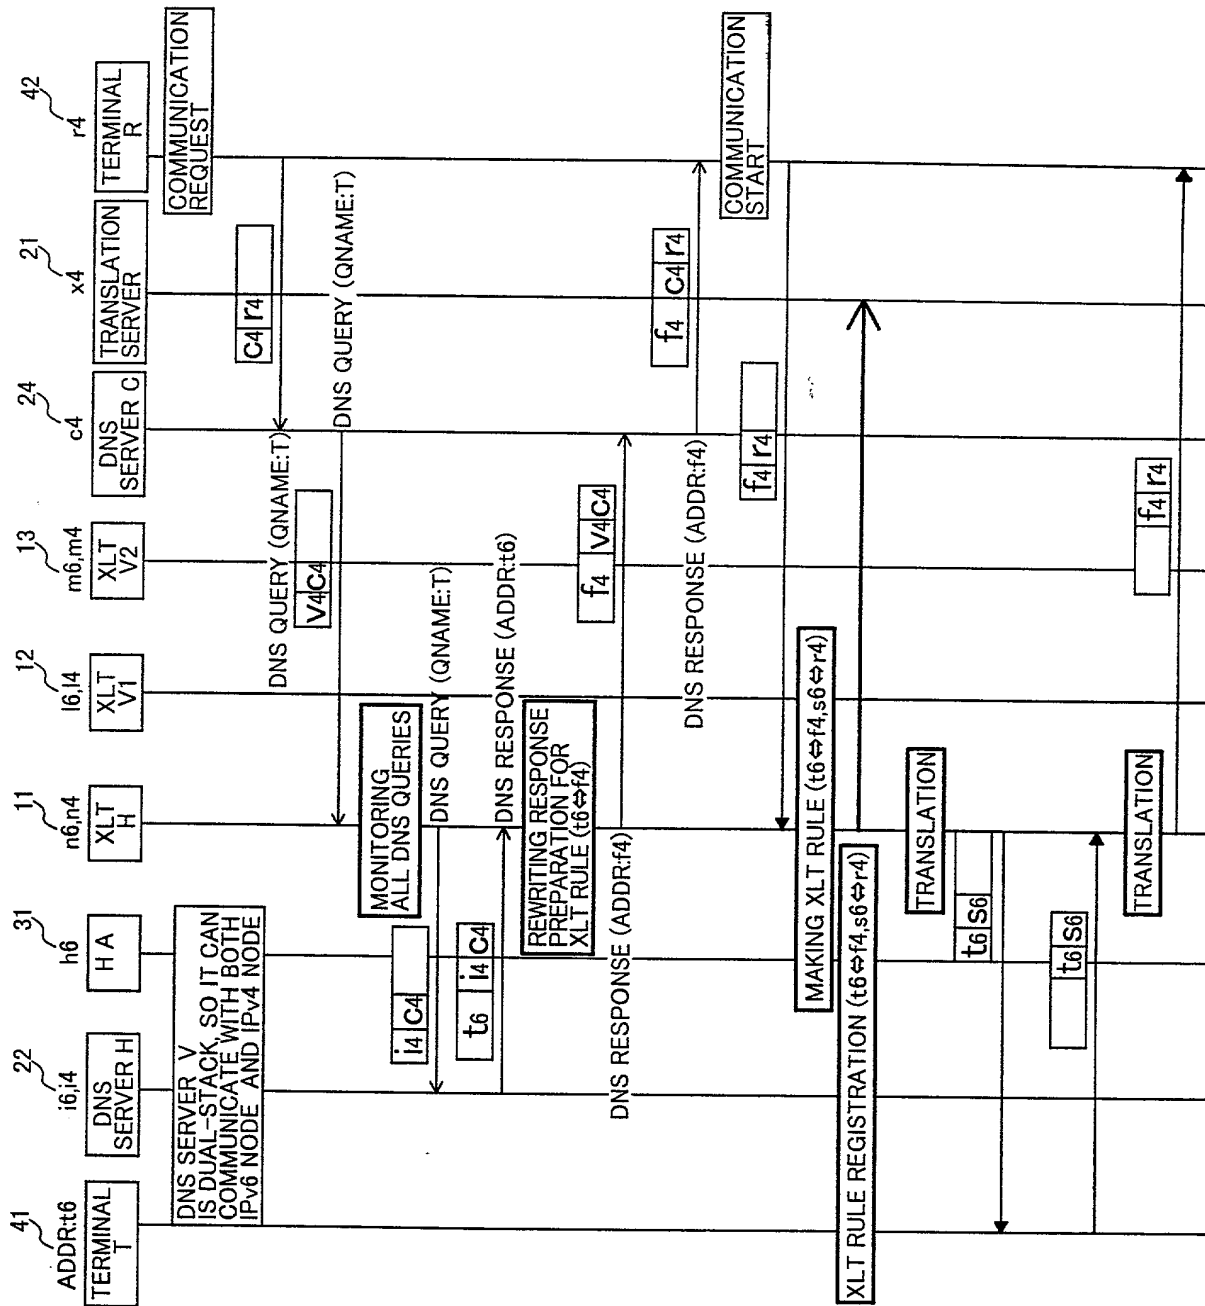 41
ADDR:t6
TERMINAL
T
22
i6,i4
DNS
SERVER H
31
h6
H A
11
n6,n4
XLT
H
12
l6,l4
XLT
V1
13
m6,m4
XLT
V2
24
c4
DNS
SERVER C
21
x4
TRANSLATION
SERVER
42
r4
TERMINAL
R
DNS SERVER V
IS DUAL-STACK, SO IT CAN
COMMUNICATE WITH BOTH
IPv6 NODE AND IPv4 NODE
COMMUNICATION
REQUEST
C4 r4
DNS QUERY (QNAME:T)
DNS QUERY (QNAME:T)
V4 C4
MONITORING
ALL DNS QUERIES
i4 C4
DNS QUERY (QNAME:T)
t6 i4 C4
DNS RESPONSE (ADDR:t6)
REWRITING RESPONSE
PREPARATION FOR
XLT RULE (t6⇔f4)
f4 V4 C4
DNS RESPONSE (ADDR:f4)
f4 C4 r4
DNS RESPONSE (ADDR:f4)
COMMUNICATION
START
f4 r4
MAKING XLT RULE (t6⇔f4,s6⇔r4)
XLT RULE REGISTRATION (t6⇔f4,s6⇔r4)
TRANSLATION
t6 S6
t6 S6
TRANSLATION
f4 r4